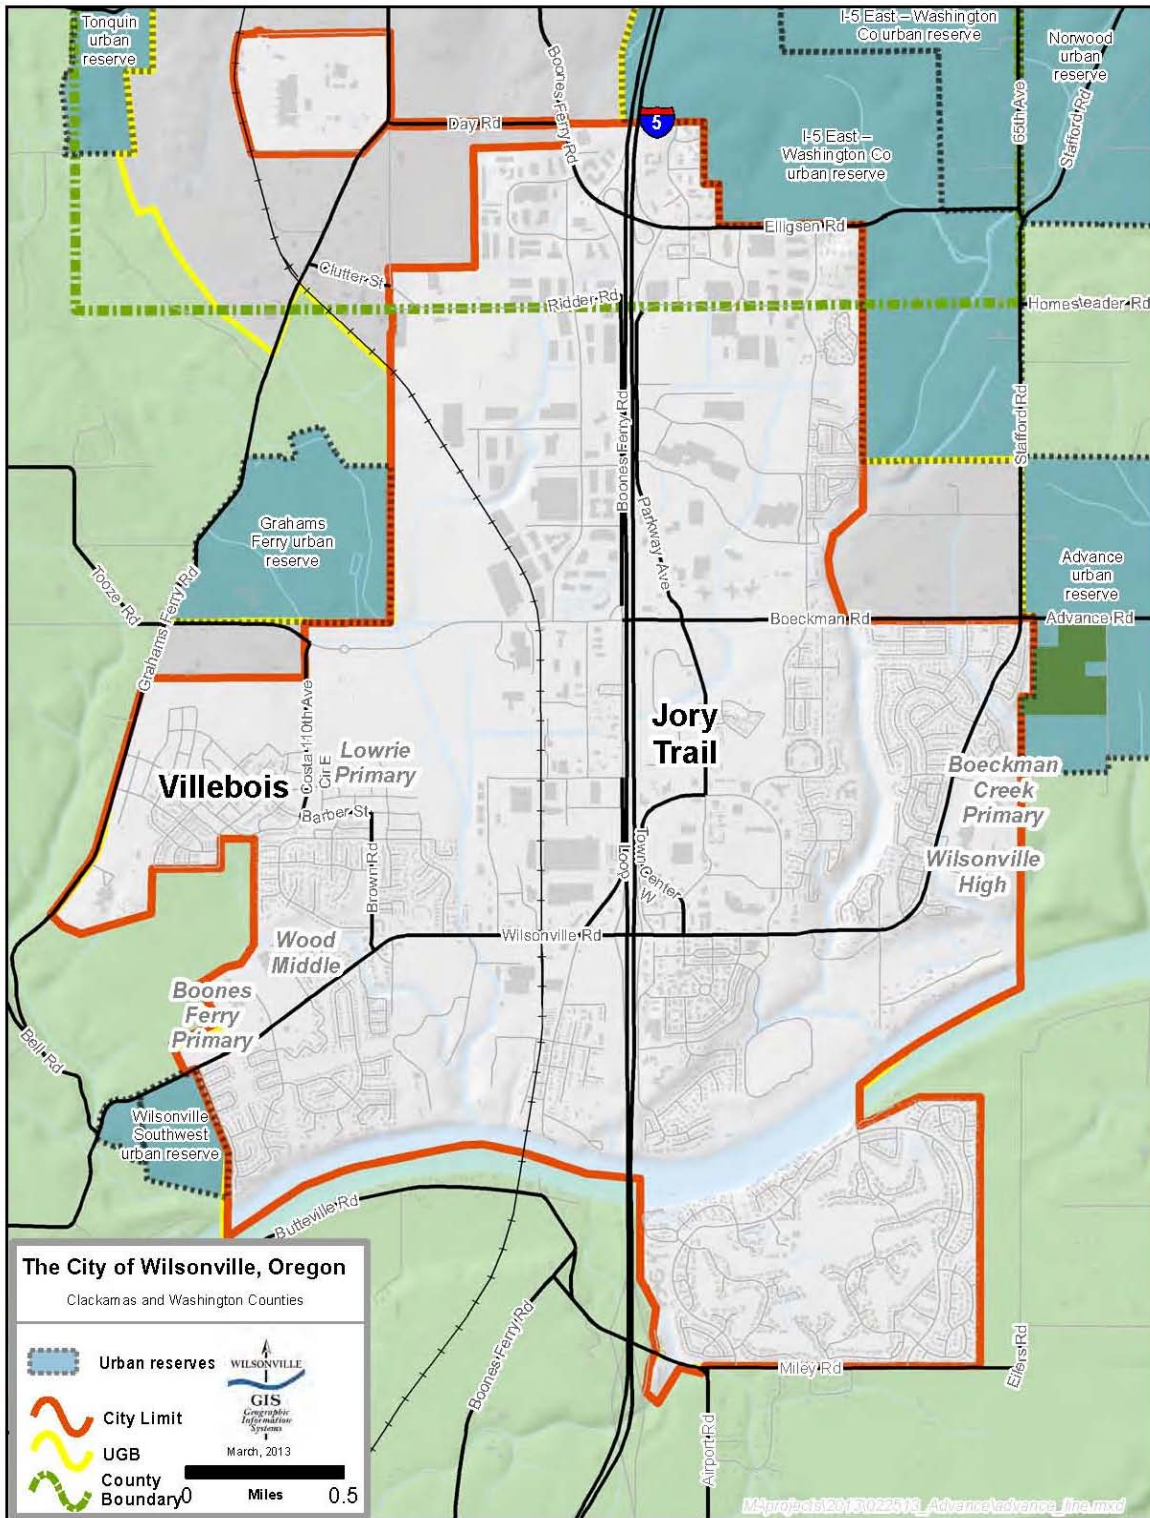 Tonquin
urban
reserve
I-5 East – Washington
Co urban reserve
Norwood
urban
reserve
Boones Ferry Rd
5
Day Rd
65th Ave
Stafford Rd
I-5 East –
Washington Co
urban reserve
Elligsen Rd
Clutter St
Ridder Rd
Homesteader Rd
Boones Ferry Rd
Stafford Rd
Parkway Ave
Grahams
Ferry urban
reserve
Tooze Rd
Grahams Ferry Rd
Advance
urban
reserve
Boeckman Rd
Advance Rd
Costa Cir E
110th Ave
Lowrie
Primary
Jory
Trail
Villebois
Boeckman
Creek
Primary
Barber St
Brown Rd
Town Center
Loop W
Wilsonville
High
Wilsonville Rd
Wood
Middle
Boones
Ferry
Primary
Bell Rd
Wilsonville
Southwest
urban reserve
Butteville Rd
Boones Ferry Rd
Miley Rd
Eilers Rd
Airport Rd
The City of Wilsonville, Oregon
Clackamas and Washington Counties
Urban reserves
City Limit
UGB
County
Boundary
WILSONVILLE
GIS
Geographic
Information
Systems
March, 2013
0 Miles 0.5
M:\projects\2013\022513_Advance\advance_line.mxd